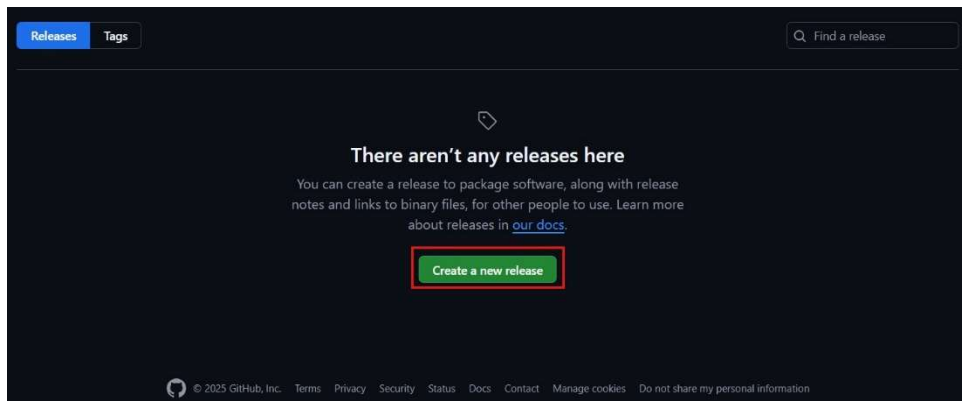 Releases Tags Find a release
There aren’t any releases here
You can create a release to package software, along with release
notes and links to binary files, for other people to use. Learn more
about releases in our docs.
Create a new release
© 2025 GitHub, Inc. Terms Privacy Security Status Docs Contact Manage cookies Do not share my personal information